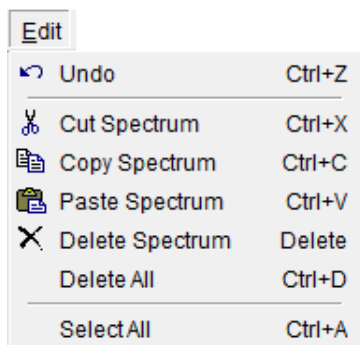 Edit
Undo Ctrl+Z
Cut Spectrum Ctrl+X
Copy Spectrum Ctrl+C
Paste Spectrum Ctrl+V
Delete Spectrum Delete
Delete All Ctrl+D
Select All Ctrl+A